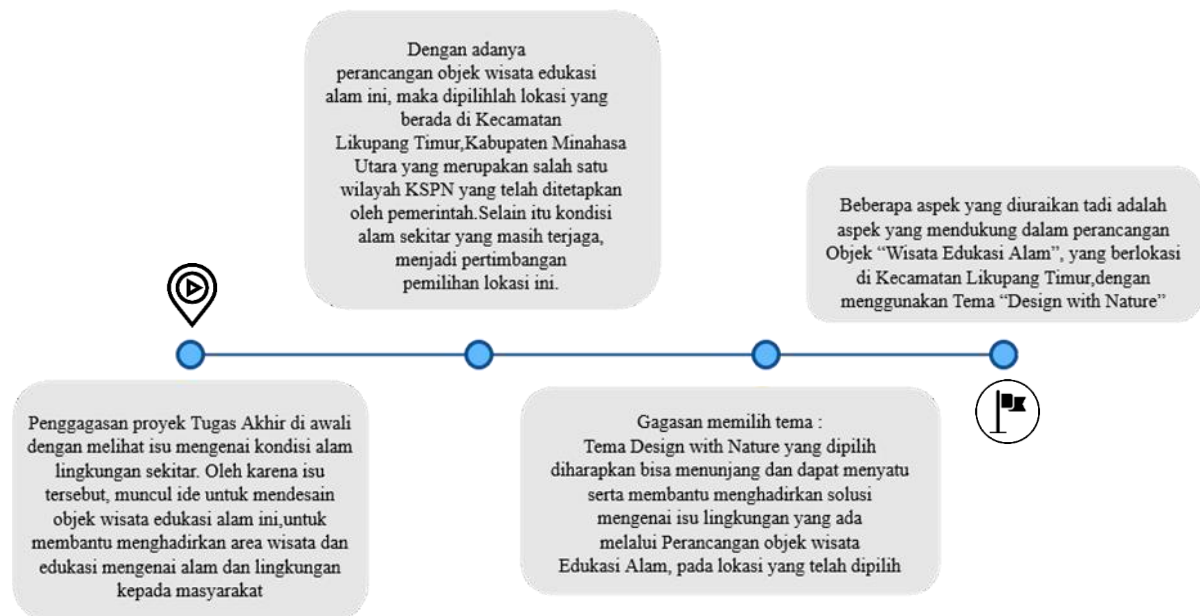 Penggagasan proyek Tugas Akhir di awali
dengan melihat isu mengenai kondisi alam
lingkungan sekitar. Oleh karena isu
tersebut, muncul ide untuk mendesain
objek wisata edukasi alam ini,untuk
membantu menghadirkan area wisata dan
edukasi mengenai alam dan lingkungan
kepada masyarakat
Dengan adanya
perancangan objek wisata edukasi
alam ini, maka dipilihlah lokasi yang
berada di Kecamatan
Likupang Timur,Kabupaten Minahasa
Utara yang merupakan salah satu
wilayah KSPN yang telah ditetapkan
oleh pemerintah.Selain itu kondisi
alam sekitar yang masih terjaga,
menjadi pertimbangan
pemilihan lokasi ini.
Gagasan memilih tema :
Tema Design with Nature yang dipilih
diharapkan bisa menunjang dan dapat menyatu
serta membantu menghadirkan solusi
mengenai isu lingkungan yang ada
melalui Perancangan objek wisata
Edukasi Alam, pada lokasi yang telah dipilih
Beberapa aspek yang diuraikan tadi adalah
aspek yang mendukung dalam perancangan
Objek “Wisata Edukasi Alam”, yang berlokasi
di Kecamatan Likupang Timur,dengan
menggunakan Tema “Design with Nature”